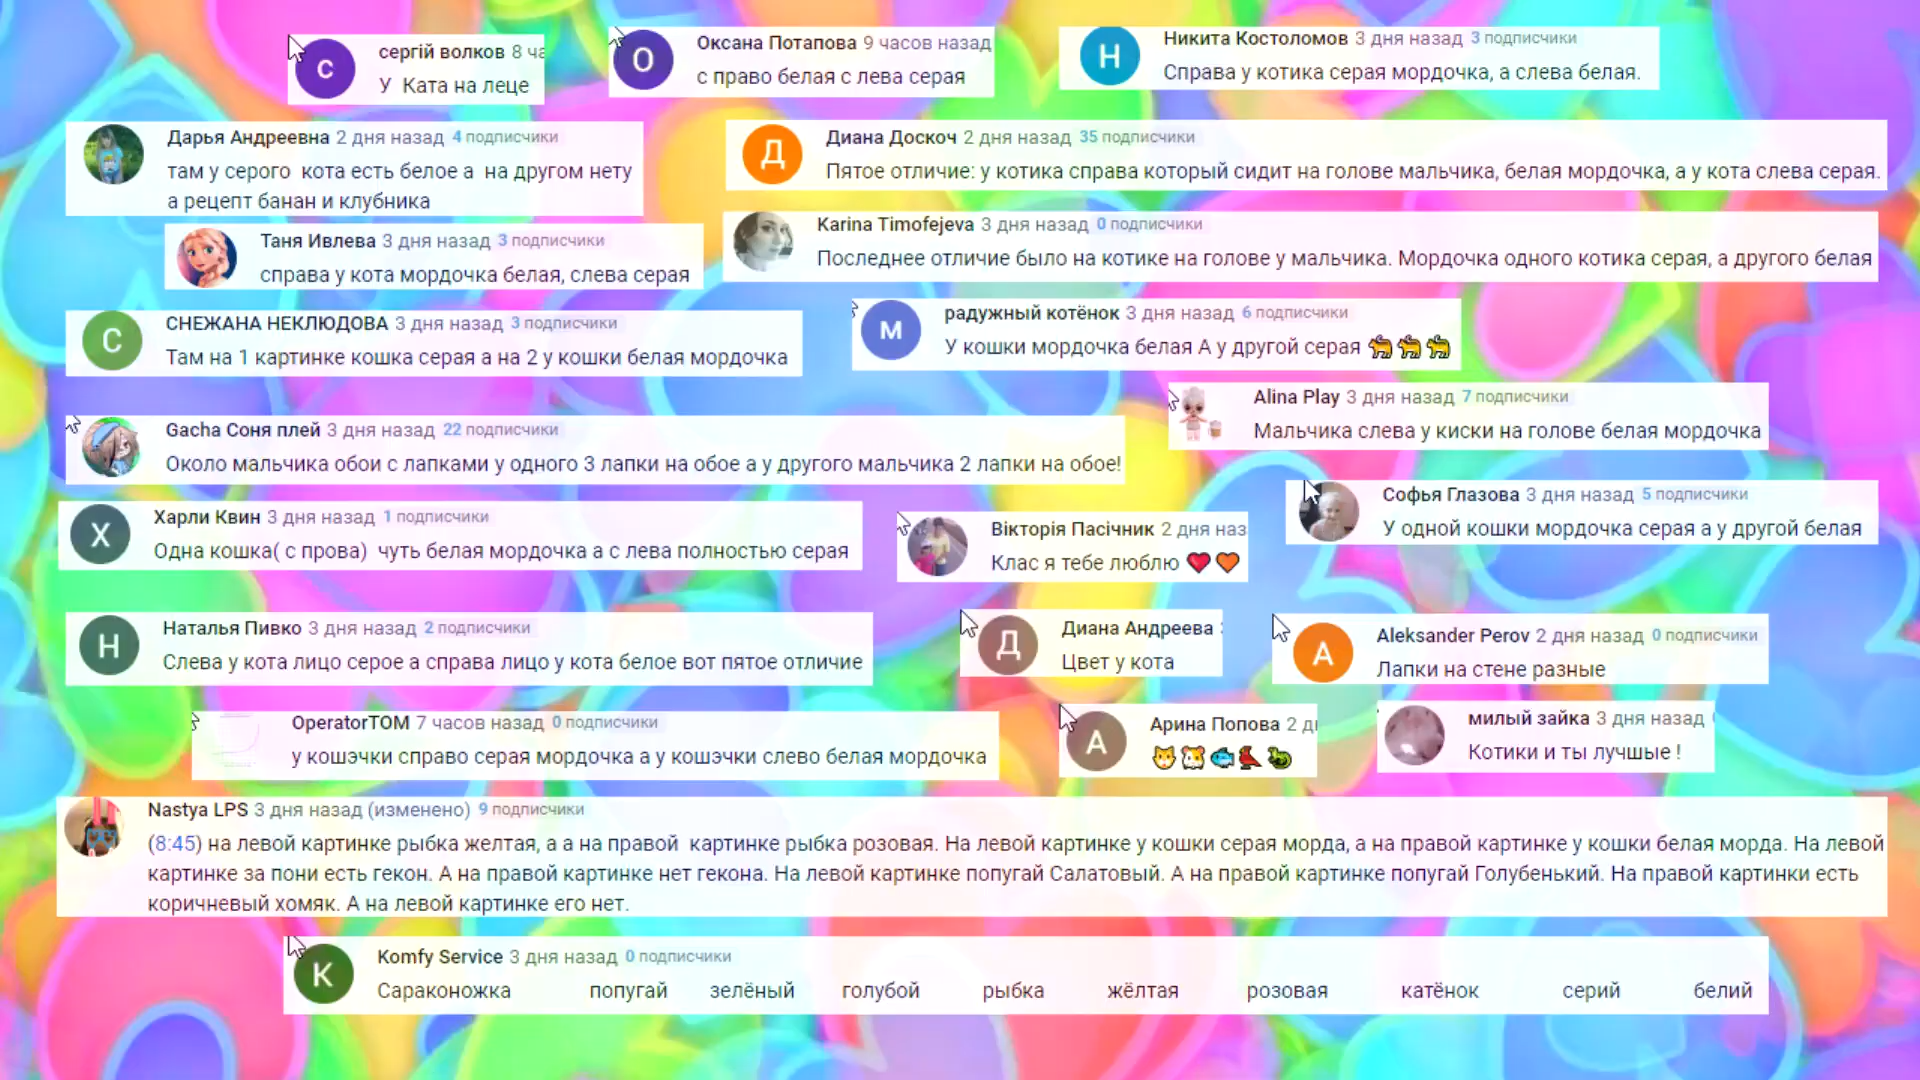 сергій волков 8 ча
У Ката на леце
Оксана Потапова 9 часов назад
с право белая с лева серая
Никита Костоломов 3 дня назад 3 подписчики
Справа у котика серая мордочка, а слева белая.
Дарья Андреевна 2 дня назад 4 подписчики
там у серого кота есть белое а на другом нету
а рецепт банан и клубника
Диана Доскоч 2 дня назад 35 подписчики
Пятое отличие: у котика справа который сидит на голове мальчика, белая мордочка, а у кота слева серая.
Таня Ивлева 3 дня назад 3 подписчики
справа у кота мордочка белая, слева серая
Karina Timofejeva 3 дня назад 0 подписчики
Последнее отличие было на котике на голове у мальчика. Мордочка одного котика серая, а другого белая
СНЕЖАНА НЕКЛЮДОВА 3 дня назад 3 подписчики
Там на 1 картинке кошка серая а на 2 у кошки белая мордочка
радужный котёнок 3 дня назад 6 подписчики
У кошки мордочка белая А у другой серая 🐈🐈🐈
Alina Play 3 дня назад 7 подписчики
Мальчика слева у киски на голове белая мордочка
Gacha Соня плей 3 дня назад 22 подписчики
Около мальчика обои с лапками у одного 3 лапки на обое а у другого мальчика 2 лапки на обое!
Софья Глазова 3 дня назад 5 подписчики
У одной кошки мордочка серая а у другой белая
Харли Квин 3 дня назад 1 подписчики
Одна кошка( с прова) чуть белая мордочка а с лева полностью серая
Вікторія Пасічник 2 дня наз
Клас я тебе люблю ❤️🧡
Наталья Пивко 3 дня назад 2 подписчики
Слева у кота лицо серое а справа лицо у кота белое вот пятое отличие
Диана Андреева
Цвет у кота
Aleksander Perov 2 дня назад 0 подписчики
Лапки на стене разные
OperatorTOM 7 часов назад 0 подписчики
у кошэчки справо серая мордочка а у кошэчки слево белая мордочка
Арина Попова 2 д
🐱🐹🐟🐦🐍
милый зайка 3 дня назад
Котики и ты лучшые !
Nastya LPS 3 дня назад (изменено) 9 подписчики
(8:45) на левой картинке рыбка желтая, а а на правой картинке рыбка розовая. На левой картинке у кошки серая морда, а на правой картинке у кошки белая морда. На левой
картинке за пони есть гекон. А на правой картинке нет гекона. На левой картинке попугай Салатовый. А на правой картинке попугай Голубенький. На правой картинки есть
коричневый хомяк. А на левой картинке его нет.
Komfy Service 3 дня назад 0 подписчики
Сараконожка попугай зелёный голубой рыбка жёлтая розовая катёнок серий белий
С
О
Н
Д
С
М
Х
Н
Д
А
А
К